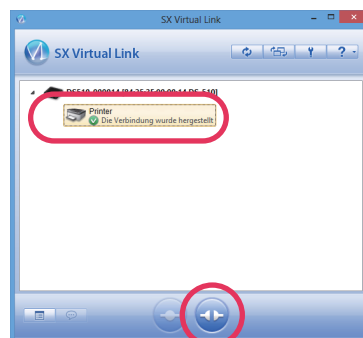 SX Virtual Link
SX Virtual Link
?
Printer
Die Verbindung wurde hergestellt